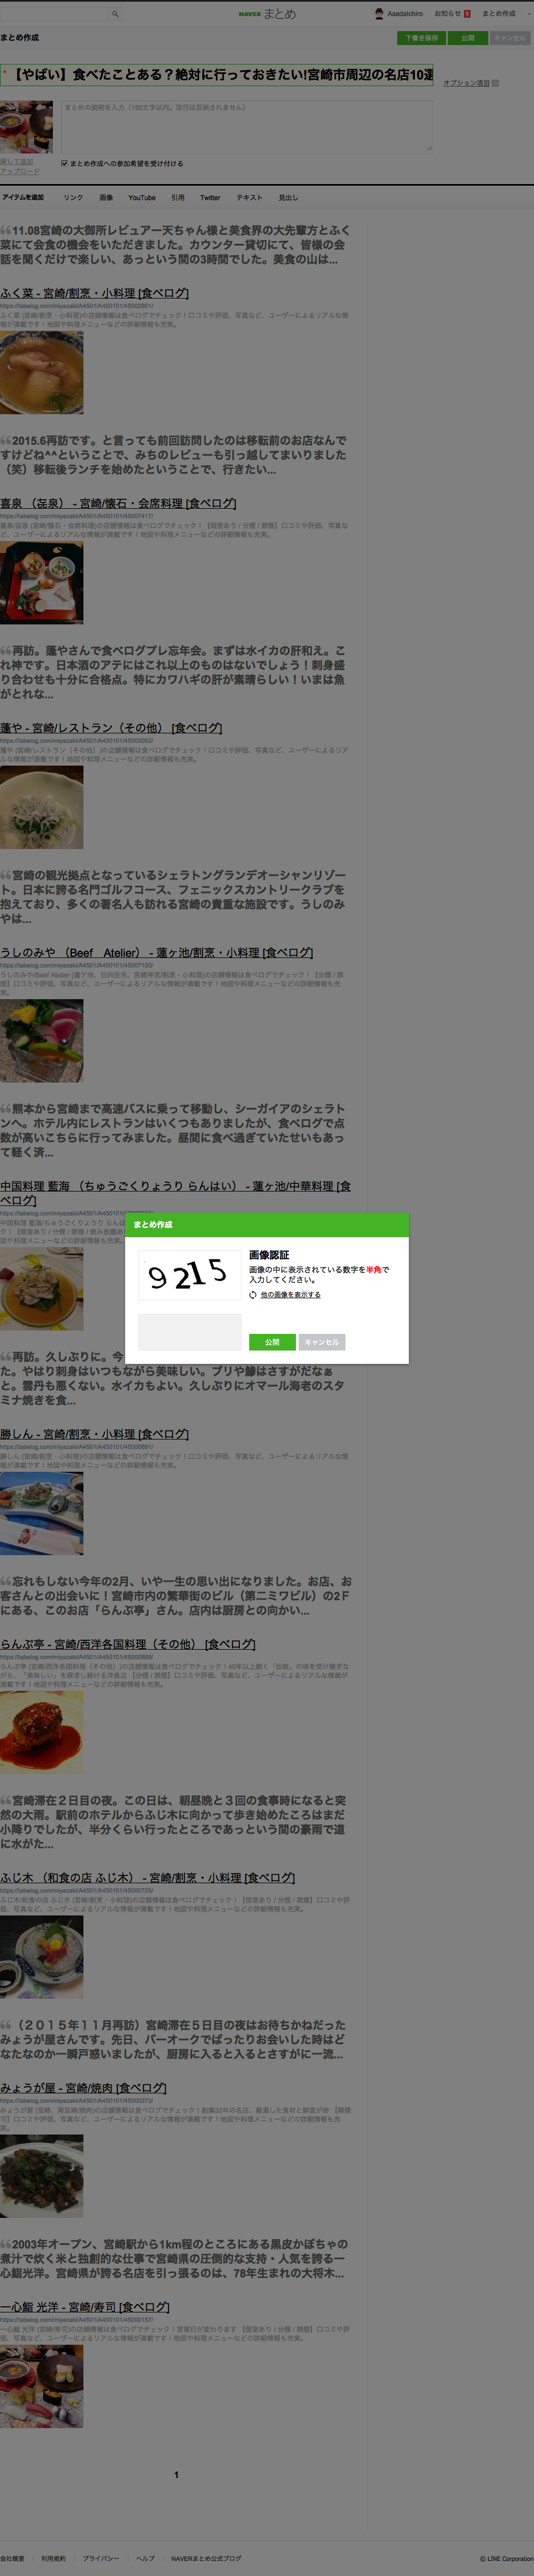 NAVER まとめ
AsadaIchiro
お知らせ 1
まとめ作成
まとめ作成
下書き保存
公開
キャンセル
【やばい】食べたことある？絶対に行っておきたい!宮崎市周辺の名店10選
オプション項目
まとめの説明を入力（150文字以内。改行は反映されません）
探して追加
アップロード
まとめ作成への参加希望を受け付ける
アイテムを追加 リンク 画像 YouTube 引用 Twitter テキスト 見出し
11.08宮崎の大御所レビュアー天ちゃん様と美食界の大先輩方とふく
菜にて会食の機会をいただきました。カウンター貸切にて、皆様の会
話を聞くだけで楽しい、あっという間の3時間でした。美食の山は...
ふく菜 - 宮崎/割烹・小料理 [食べログ]
https://tabelog.com/miyazaki/A4501/A450101/45002801/
ふく菜 (宮崎/割烹・小料理)の店舗情報は食べログでチェック！口コミや評価、写真など、ユーザーによるリアルな情
報が満載です！地図や料理メニューなどの詳細情報も充実。
2015.6再訪です。と言っても前回訪問したのは移転前のお店なんで
すけどね^^ということで、みちのレビューも引っ越してまいりました
（笑）移転後ランチを始めたということで、行きたい...
喜泉 （㐂泉） - 宮崎/懐石・会席料理 [食べログ]
https://tabelog.com/miyazaki/A4501/A450101/45007417/
喜泉/㐂泉 (宮崎/懐石・会席料理)の店舗情報は食べログでチェック！【個室あり / 分煙 / 禁煙】口コミや評価、写真な
ど、ユーザーによるリアルな情報が満載です！地図や料理メニューなどの詳細情報も充実。
再訪。蓬やさんで食べログプレ忘年会。まずは水イカの肝和え。こ
れ神です。日本酒のアテにはこれ以上のものはないでしょう！刺身盛
り合わせも十分に合格点。特にカワハギの肝が素晴らしい！いまは魚
がとれな...
蓬や - 宮崎/レストラン（その他） [食べログ]
https://tabelog.com/miyazaki/A4501/A450101/45003052/
蓬や (宮崎/レストラン（その他）)の店舗情報は食べログでチェック！口コミや評価、写真など、ユーザーによるリア
ルな情報が満載です！地図や料理メニューなどの詳細情報も充実。
宮崎の観光拠点となっているシェラトングランデオーシャンリゾー
ト。日本に誇る名門ゴルフコース、フェニックスカントリークラブを
抱えており、多くの著名人も訪れる宮崎の貴重な施設です。うしのみ
やは...
うしのみや （Beef Atelier） - 蓮ヶ池/割烹・小料理 [食べログ]
https://tabelog.com/miyazaki/A4501/A450101/45007150/
うしのみや/Beef Atelier (蓮ヶ池、日向住吉、宮崎神宮/割烹・小料理)の店舗情報は食べログでチェック！【分煙 / 禁
煙】口コミや評価、写真など、ユーザーによるリアルな情報が満載です！地図や料理メニューなどの詳細情報も充
実。
熊本から宮崎まで高速バスに乗って移動し、シーガイアのシェラト
ンへ。ホテル内にレストランはいくつもありましたが、食べログで点
数が高いこちらに行ってみました。昼間に食べ過ぎていたせいもあっ
て軽く済...
中国料理 藍海 （ちゅうごくりょうり らんはい） - 蓮ヶ池/中華料理 [食
べログ]
まとめ作成
9215
画像認証
画像の中に表示されている数字を半角で
入力してください。
他の画像を表示する
公開
キャンセル
再訪。久しぶりに。今
た。やはり刺身はいつもながら美味しい。ブリや鰺はさすがだなぁ
と。雲丹も悪くない。水イカもよい。久しぶりにオマール海老のスタ
ミナ焼きを食...
勝しん - 宮崎/割烹・小料理 [食べログ]
https://tabelog.com/miyazaki/A4501/A450101/45000891/
勝しん (宮崎/割烹・小料理)の店舗情報は食べログでチェック！口コミや評価、写真など、ユーザーによるリアルな情
報が満載です！地図や料理メニューなどの詳細情報も充実。
忘れもしない今年の2月、いや一生の思い出になりました。お店、お
客さんとの出会いに！宮崎市内の繁華街のビル（第二ミワビル）の2Ｆ
にある、このお店「らんぷ亭」さん。店内は厨房との向かい...
らんぷ亭 - 宮崎/西洋各国料理（その他） [食べログ]
https://tabelog.com/miyazaki/A4501/A450101/45000589/
らんぷ亭 (宮崎/西洋各国料理（その他）)の店舗情報は食べログでチェック！40年以上続く「伝統」の味を受け継ぎな
がら、「美味しい」を探求し続ける洋食店 【分煙 / 禁煙】口コミや評価、写真など、ユーザーによるリアルな情報が
満載です！地図や料理メニューなどの詳細情報も充実。
宮崎滞在２日目の夜。この日は、朝昼晩と３回の食事時になると突
然の大雨。駅前のホテルからふじ木に向かって歩き始めたころはまだ
小降りでしたが、半分くらい行ったところであっという間の豪雨で道
に水がた...
ふじ木 （和食の店 ふじ木） - 宮崎/割烹・小料理 [食べログ]
https://tabelog.com/miyazaki/A4501/A450101/45000725/
ふじ木/和食の店 ふじ木 (宮崎/割烹・小料理)の店舗情報は食べログでチェック！【個室あり / 分煙 / 禁煙】口コミや評
価、写真など、ユーザーによるリアルな情報が満載です！地図や料理メニューなどの詳細情報も充実。
（２０１５年１１月再訪）宮崎滞在５日目の夜はお待ちかねだった
みょうが屋さんです。先日、バーオークでばったりお会いした時はど
なたなのか一瞬戸惑いましたが、厨房に入ると入るとさすがに一流...
みょうが屋 - 宮崎/焼肉 [食べログ]
https://tabelog.com/miyazaki/A4501/A450101/45000273/
みょうが屋 (宮崎、南宮崎/焼肉)の店舗情報は食べログでチェック！創業32年の名店、厳選した食材と鮮度が命 【喫煙
可】口コミや評価、写真など、ユーザーによるリアルな情報が満載です！地図や料理メニューなどの詳細情報も充
実。
2003年オープン、宮崎駅から1km程のところにある黒皮かぼちゃの
煮汁で炊く米と独創的な仕事で宮崎県の圧倒的な支持・人気を誇る一
心鮨光洋。宮崎県が誇る名店を引っ張るのは、78年生まれの大将木...
一心鮨 光洋 - 宮崎/寿司 [食べログ]
https://tabelog.com/miyazaki/A4501/A450101/45000157/
一心鮨 光洋 (宮崎/寿司)の店舗情報は食べログでチェック！営業日が変わります 【個室あり / 分煙 / 禁煙】口コミや評
価、写真など、ユーザーによるリアルな情報が満載です！地図や料理メニューなどの詳細情報も充実。
1
会社概要 利用規約 プライバシー ヘルプ NAVERまとめ公式ブログ
© LINE Corporation